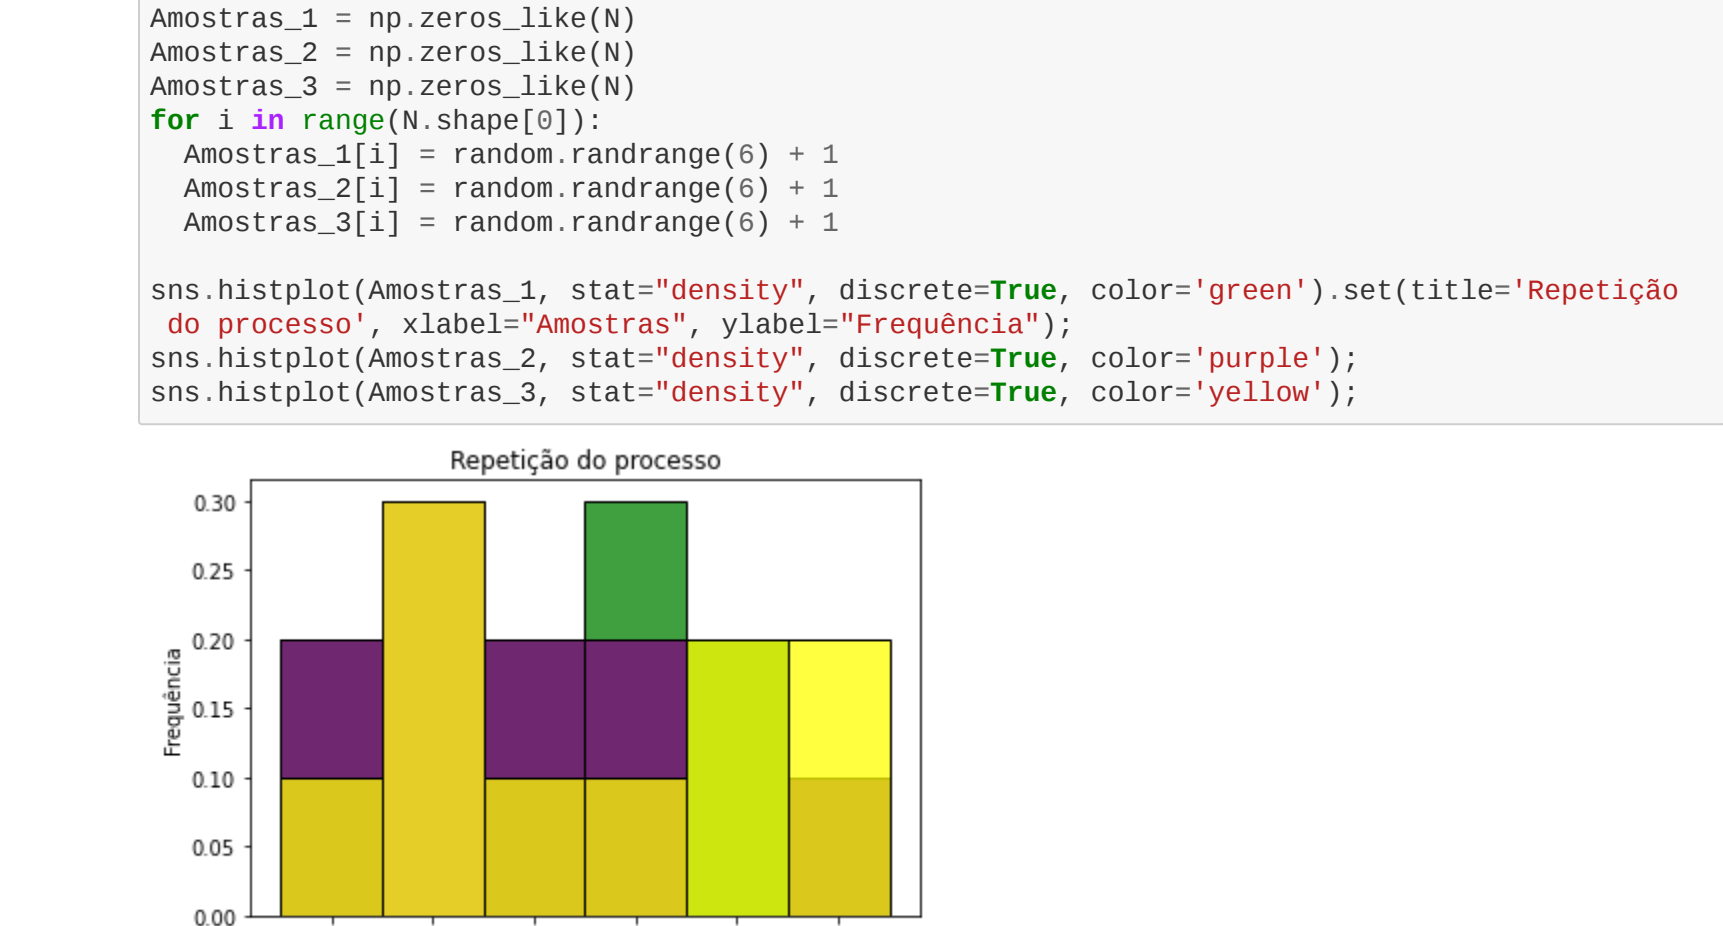 Amostras_1 = np.zeros_like(N)
Amostras_2 = np.zeros_like(N)
Amostras_3 = np.zeros_like(N)
for i in range(N.shape[0]):
  Amostras_1[i] = random.randrange(6) + 1
  Amostras_2[i] = random.randrange(6) + 1
  Amostras_3[i] = random.randrange(6) + 1

sns.histplot(Amostras_1, stat="density", discrete=True, color='green').set(title='Repetição
 do processo', xlabel="Amostras", ylabel="Frequência");
sns.histplot(Amostras_2, stat="density", discrete=True, color='purple');
sns.histplot(Amostras_3, stat="density", discrete=True, color='yellow');
Repetição do processo
0.30
0.25
0.20
0.15
0.10
0.05
0.00
Frequência